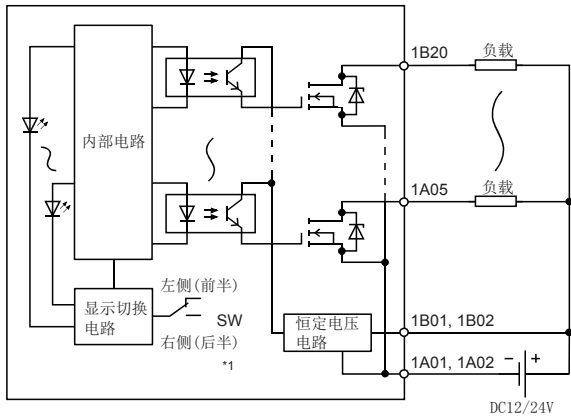 1B20
负载
内部电路
1A05
负载
左侧(前半)
显示切换
电路
SW
右侧(后半)
*1
恒定电压
电路
1B01, 1B02
1A01, 1A02
− +
DC12/24V